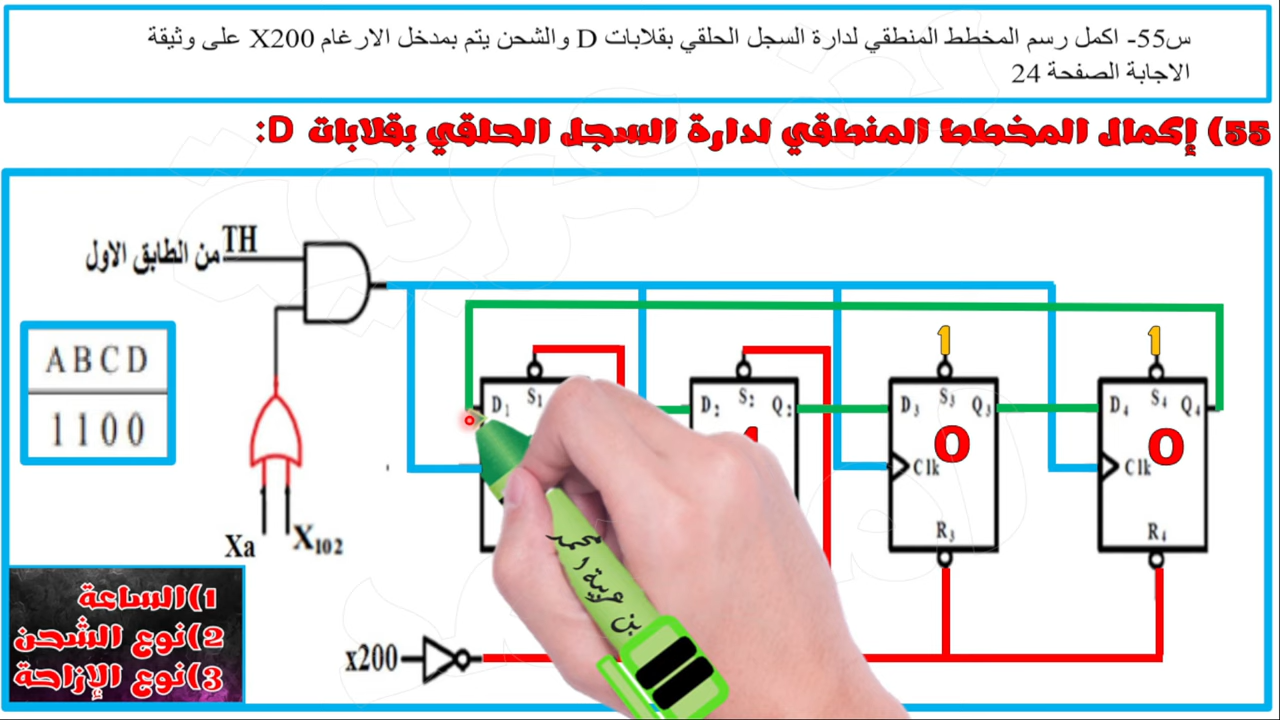 س55- اكمل رسم المخطط المنطقي لدارة السجل الحلقي بقلابات D والشحن يتم بمدخل الارغام X200 على وثيقة
الاجابة الصفحة 24
55) إكمال المخطط المنطقي لدارة السجل الحلقي بقلابات D:
من الطابق الاول TH
A B C D
1 1 0 0
1 1
S1 S2 S3 S4
D1 D2 Q2 D3 Q3 D4 Q4
0 0
Clk Clk
R3 R4
Xa X102
1)الساعة
2)نوع الشحن
3)نوع الإزاحة
x200